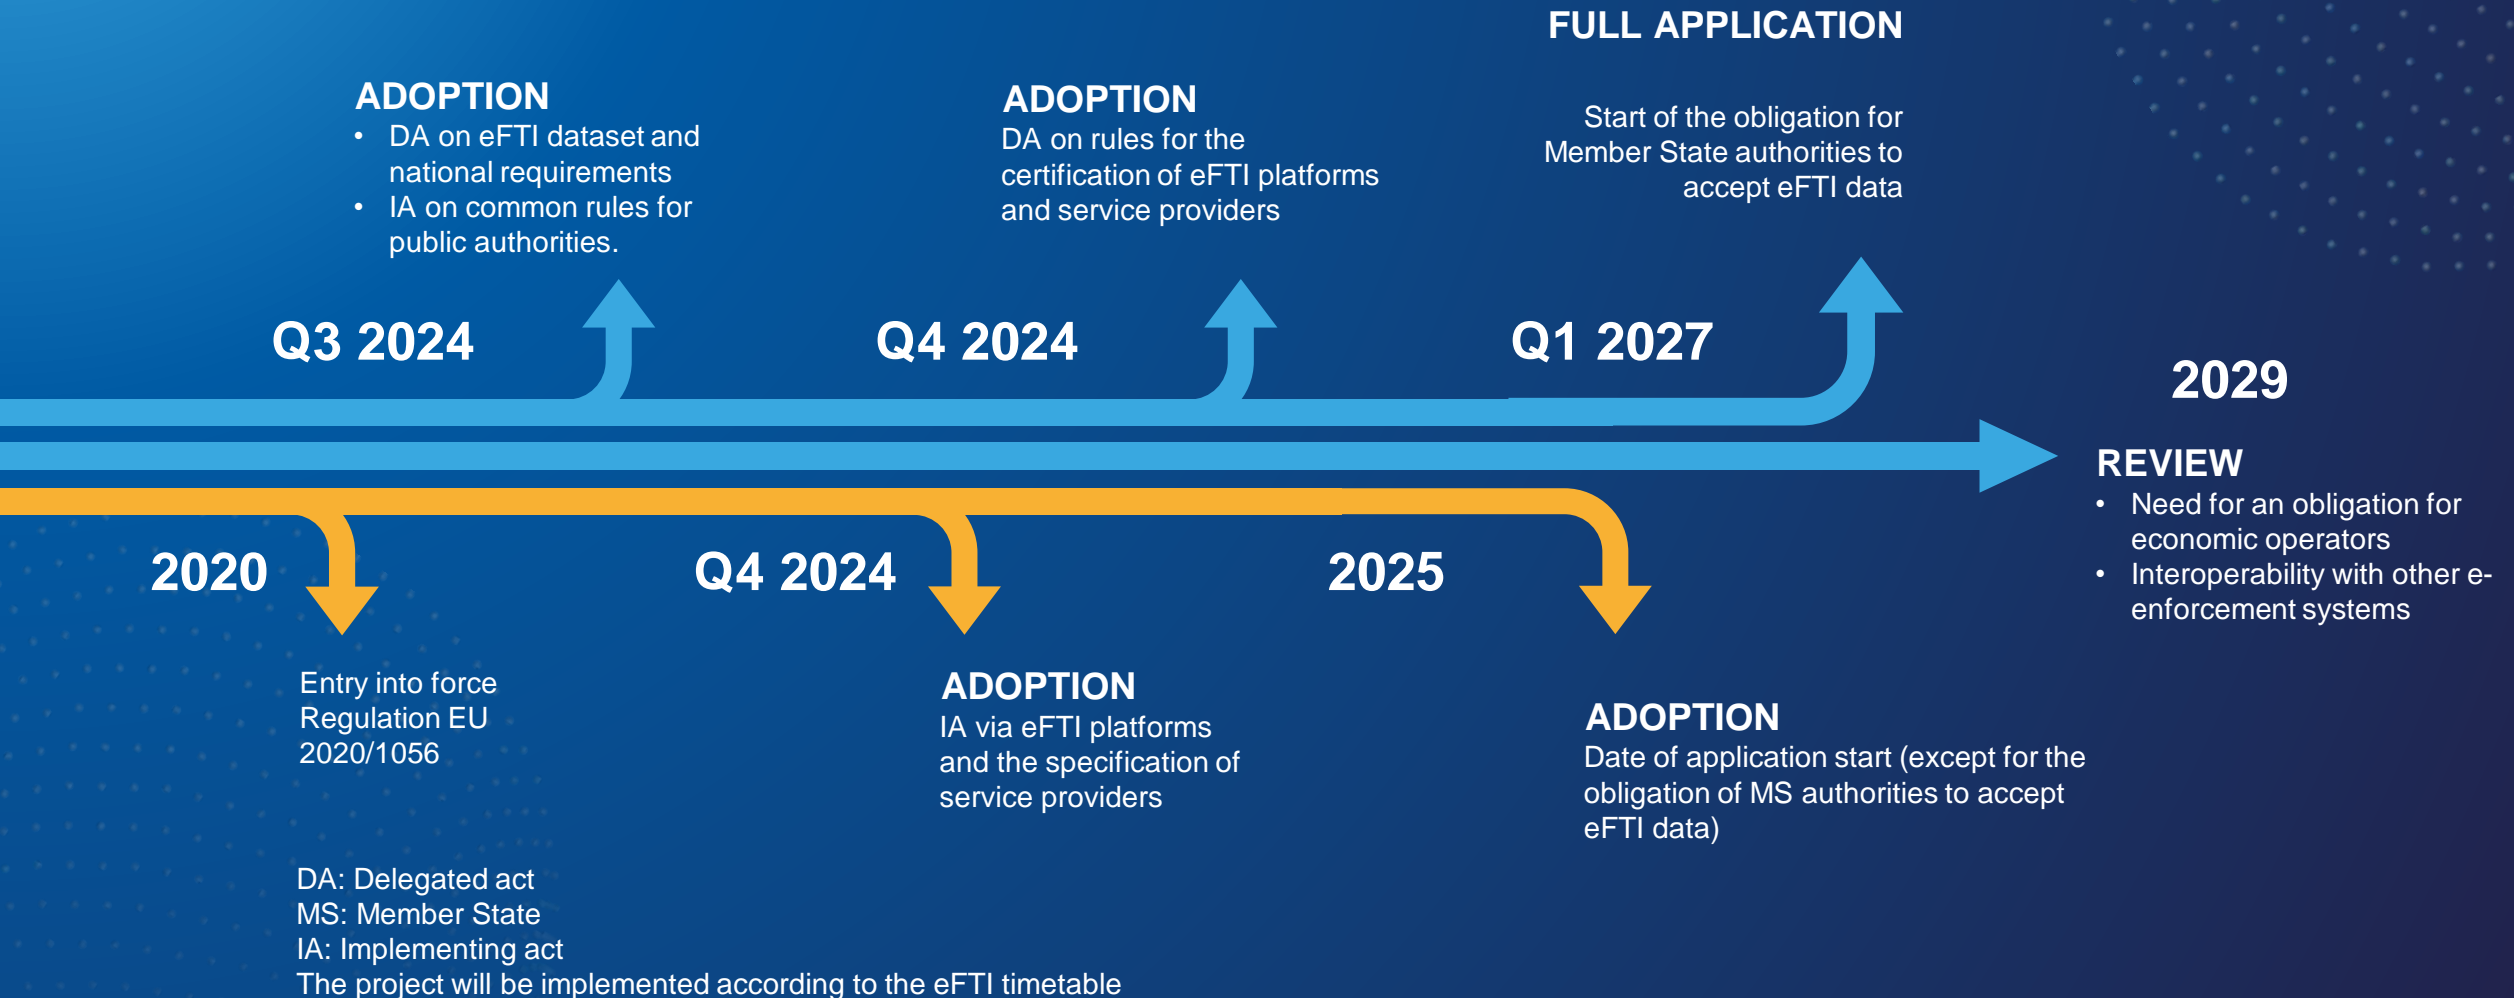 FULL APPLICATION
Start of the obligation for
Member State authorities to
accept eFTI data
ADOPTION
• DA on eFTI dataset and
national requirements
• IA on common rules for
public authorities.
ADOPTION
DA on rules for the
certification of eFTI platforms
and service providers
Q3 2024
Q4 2024
Q1 2027
2029
REVIEW
• Need for an obligation for
economic operators
• Interoperability with other e-
enforcement systems
2020
Q4 2024
2025
Entry into force
Regulation EU
2020/1056
ADOPTION
IA via eFTI platforms
and the specification of
service providers
ADOPTION
Date of application start (except for the
obligation of MS authorities to accept
eFTI data)
DA: Delegated act
MS: Member State
IA: Implementing act
The project will be implemented according to the eFTI timetable